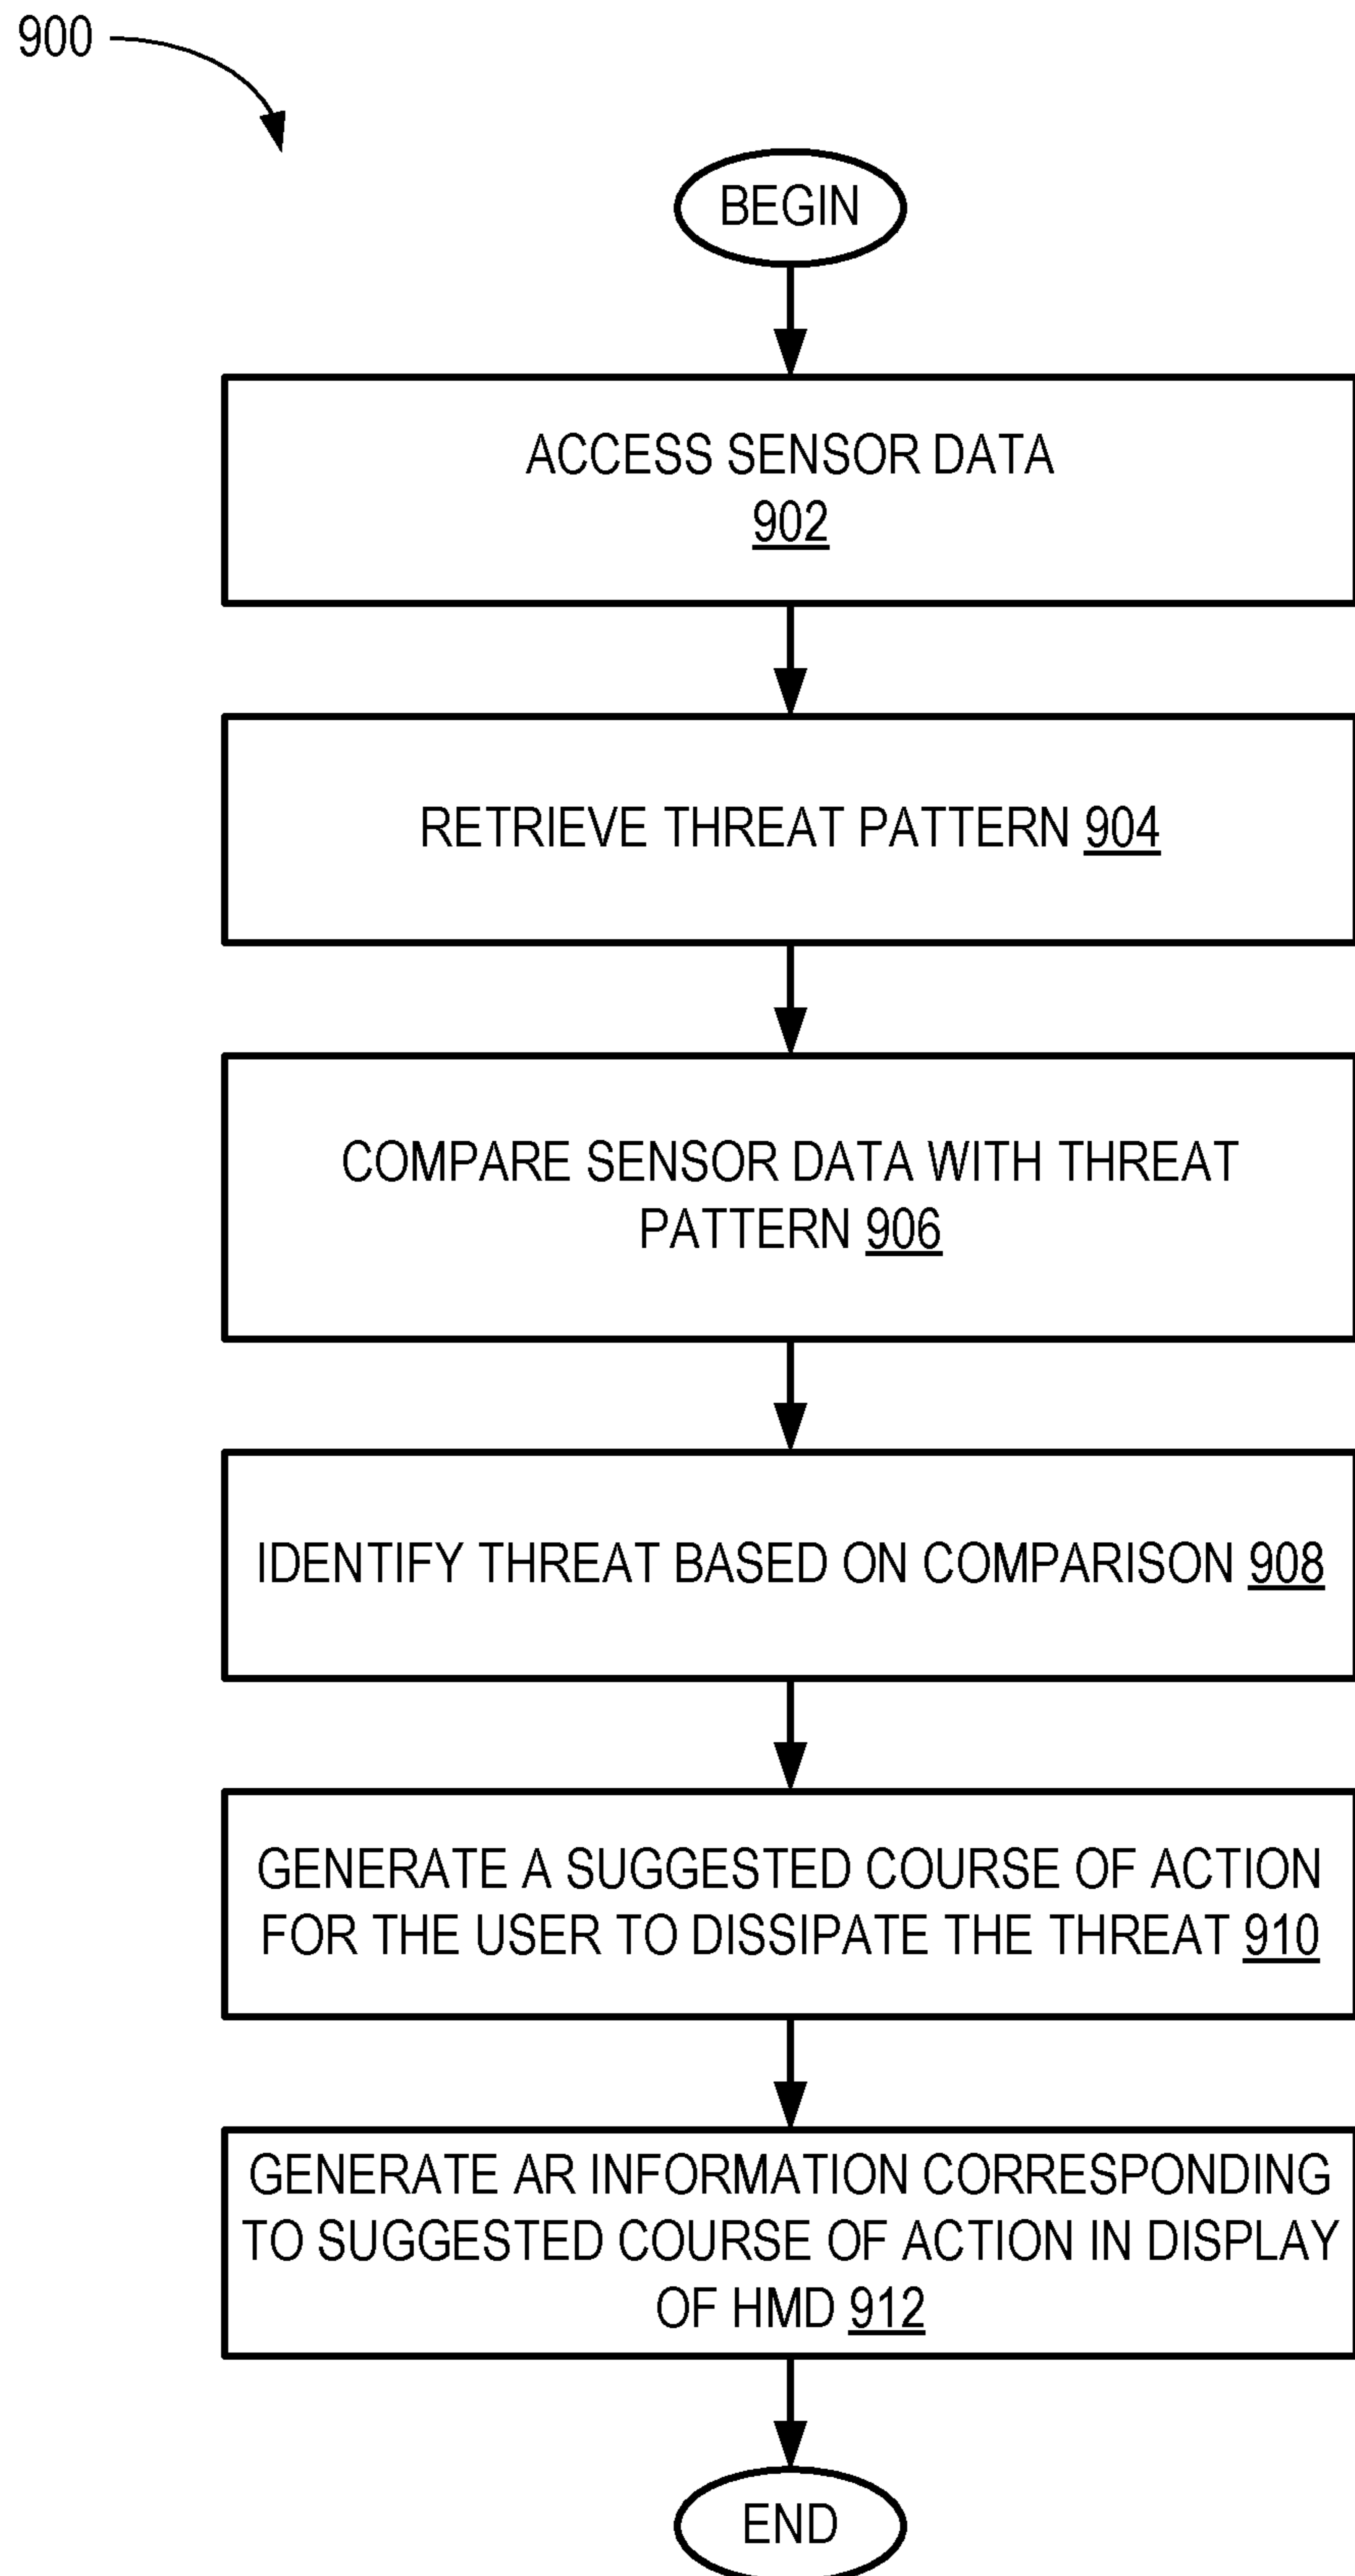 900
BEGIN
ACCESS SENSOR DATA
902
RETRIEVE THREAT PATTERN 904
COMPARE SENSOR DATA WITH THREAT
PATTERN 906
IDENTIFY THREAT BASED ON COMPARISON 908
GENERATE A SUGGESTED COURSE OF ACTION
FOR THE USER TO DISSIPATE THE THREAT 910
GENERATE AR INFORMATION CORRESPONDING
TO SUGGESTED COURSE OF ACTION IN DISPLAY
OF HMD 912
END